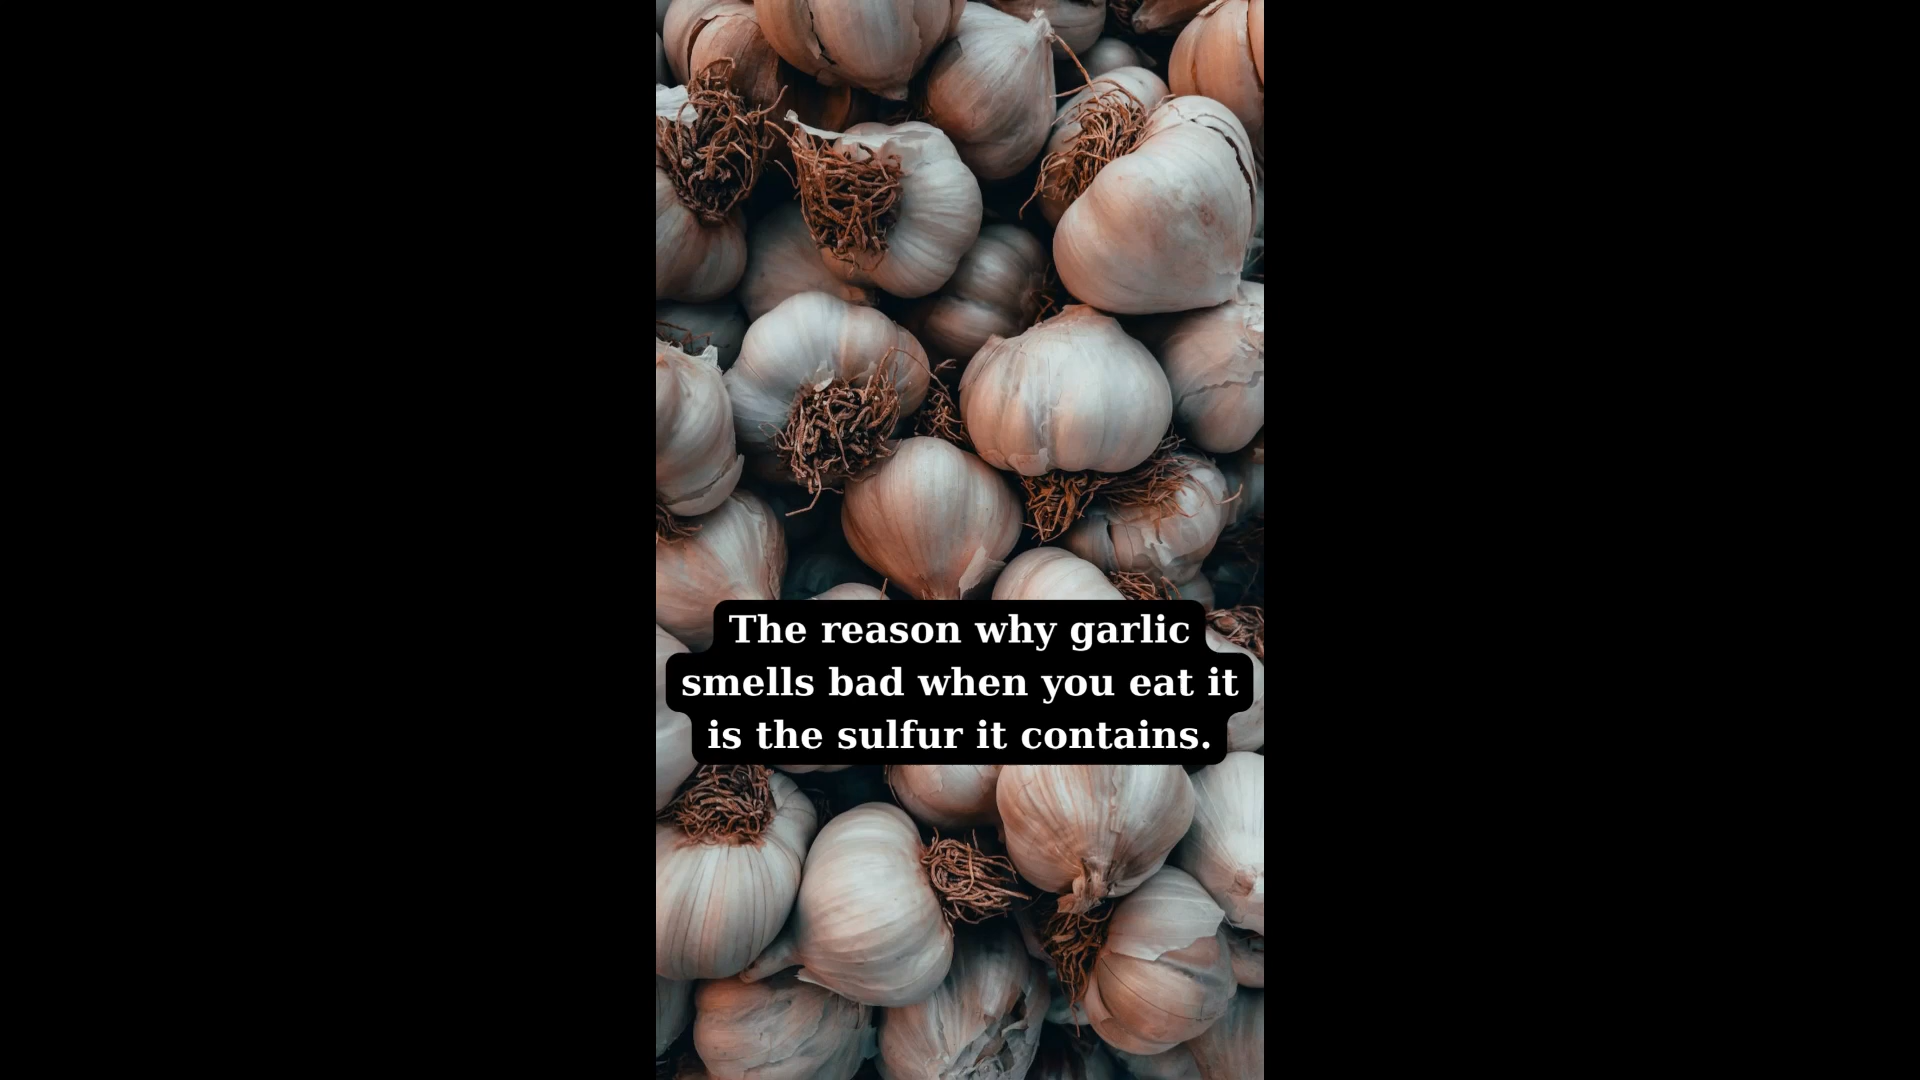 The reason why garlic
smells bad when you eat it
is the sulfur it contains.